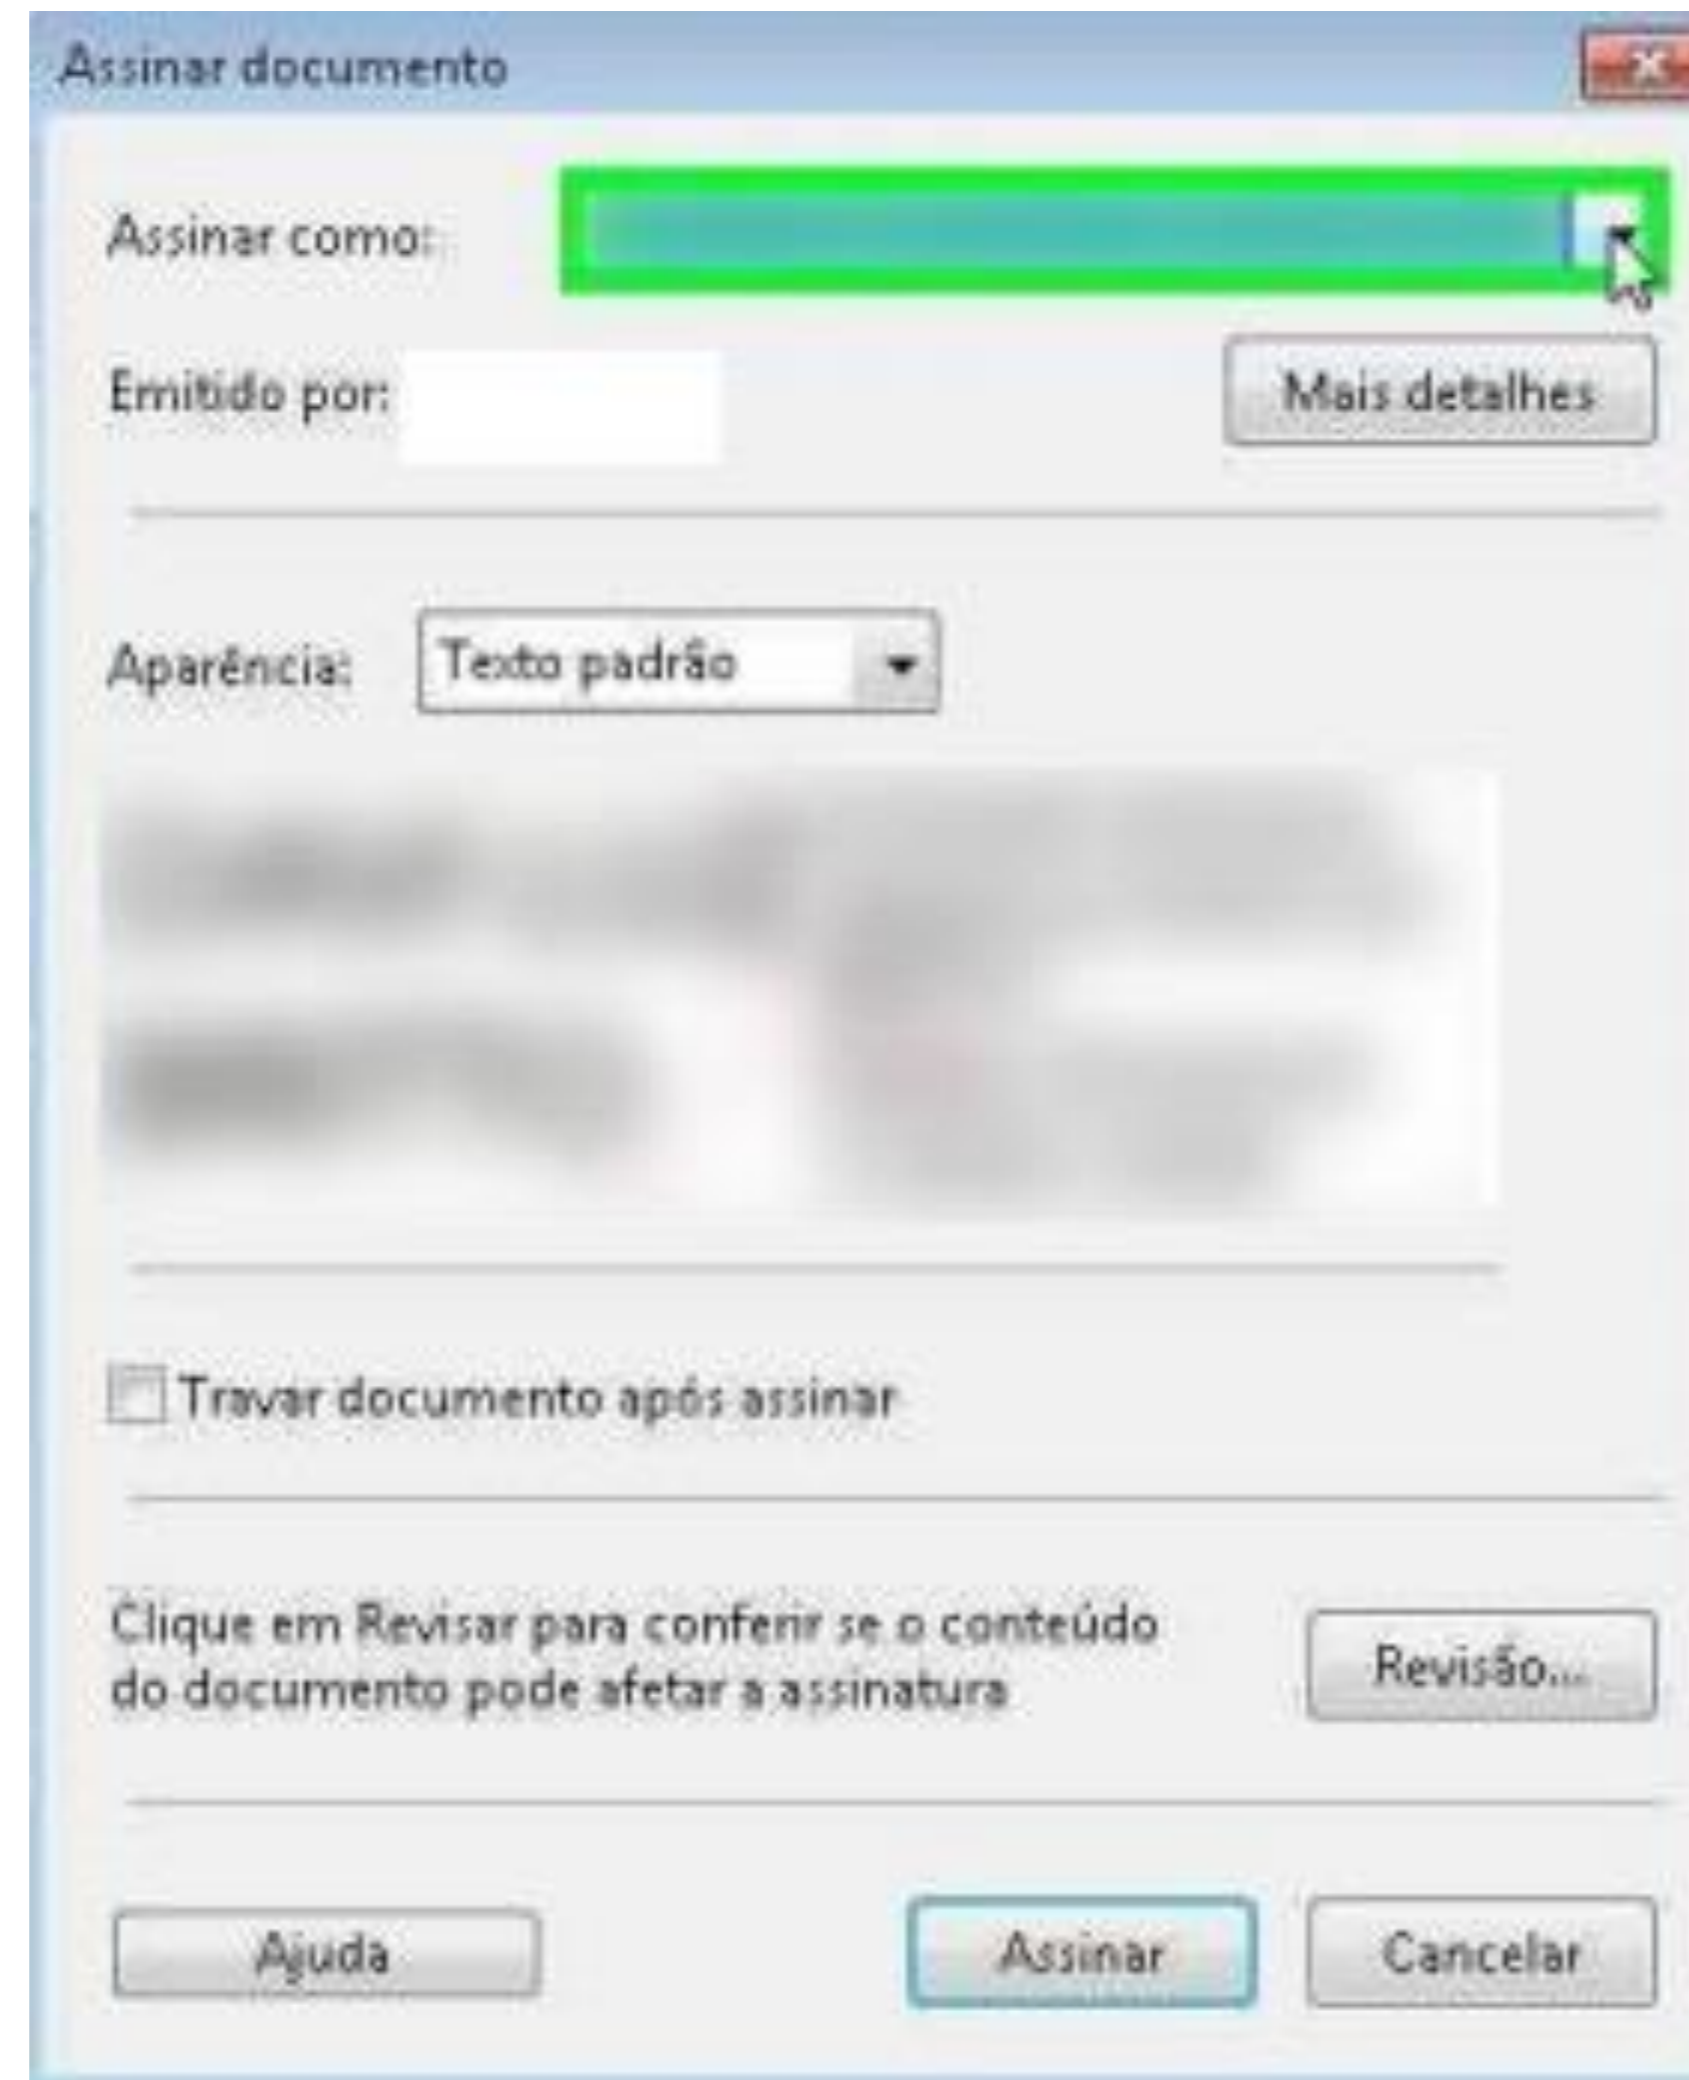 Assinar documento
Assinar como:
Emitido por:
Mais detalhes
Aparência:
Texto padrão
Travar documento após assinar
Clique em Revisar para conferir se o conteúdo
do documento pode afetar a assinatura
Revisão...
Ajuda
Assinar
Cancelar